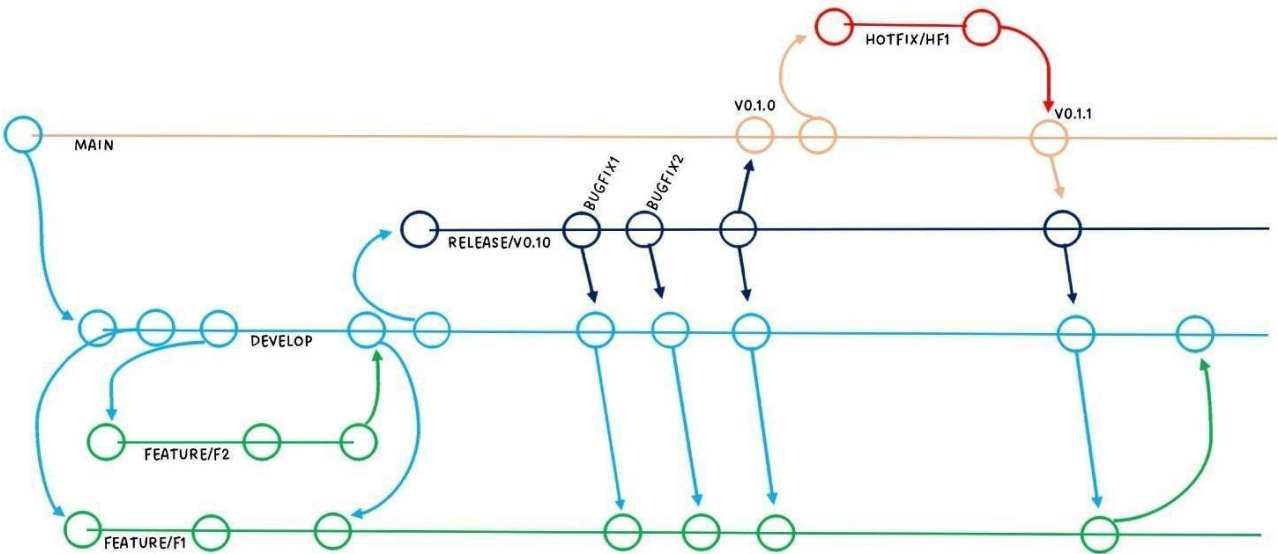 HOTFIX/HF1
V0.1.0
V0.1.1
MAIN
BUGFIX1
BUGFIX2
RELEASE/V0.10
DEVELOP
FEATURE/F2
FEATURE/F1